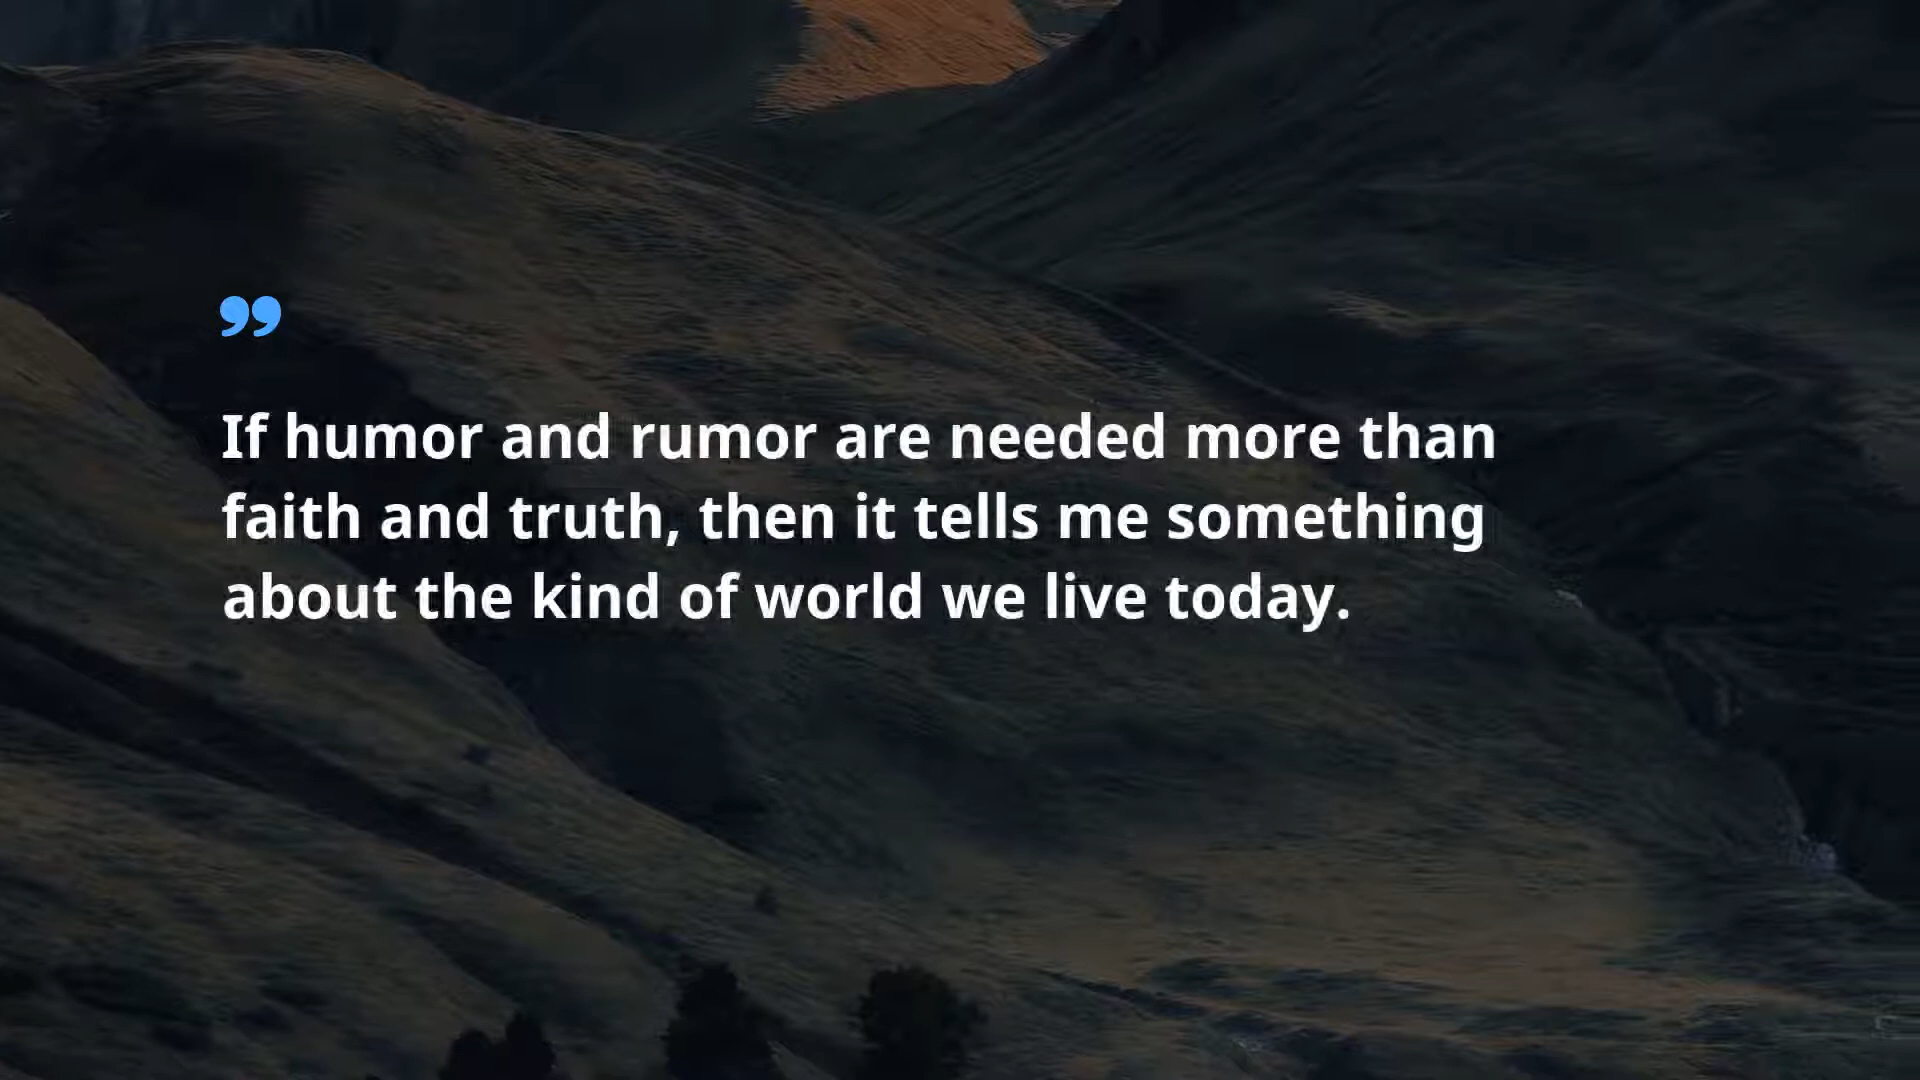 ”
If humor and rumor are needed more than
faith and truth, then it tells me something
about the kind of world we live today.